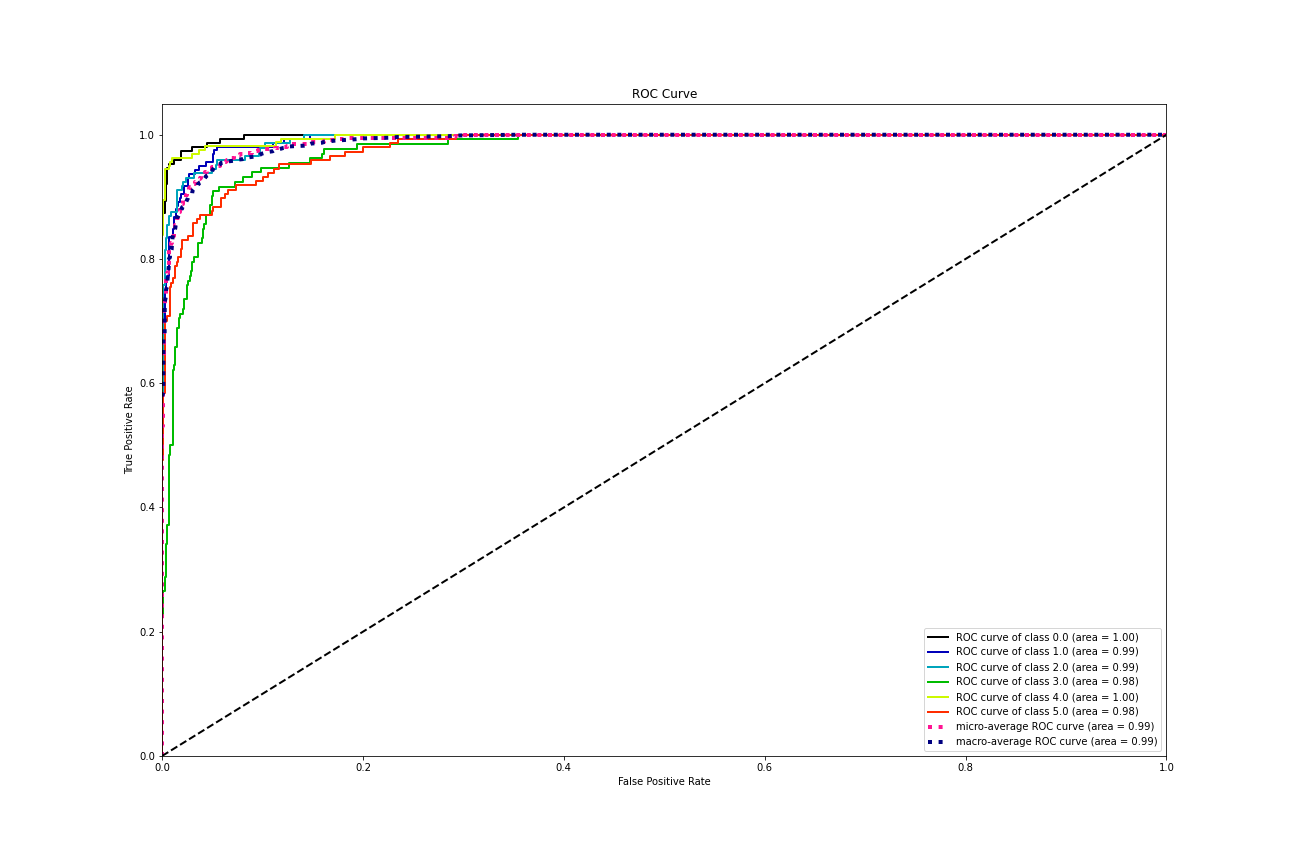 ROC Curve
1.0
0.8
0.6
0.4
0.2
0.0
True Positive Rate
0.0 0.2 0.4 0.6 0.8 1.0
False Positive Rate
ROC curve of class 0.0 (area = 1.00)
ROC curve of class 1.0 (area = 0.99)
ROC curve of class 2.0 (area = 0.99)
ROC curve of class 3.0 (area = 0.98)
ROC curve of class 4.0 (area = 1.00)
ROC curve of class 5.0 (area = 0.98)
micro-average ROC curve (area = 0.99)
macro-average ROC curve (area = 0.99)